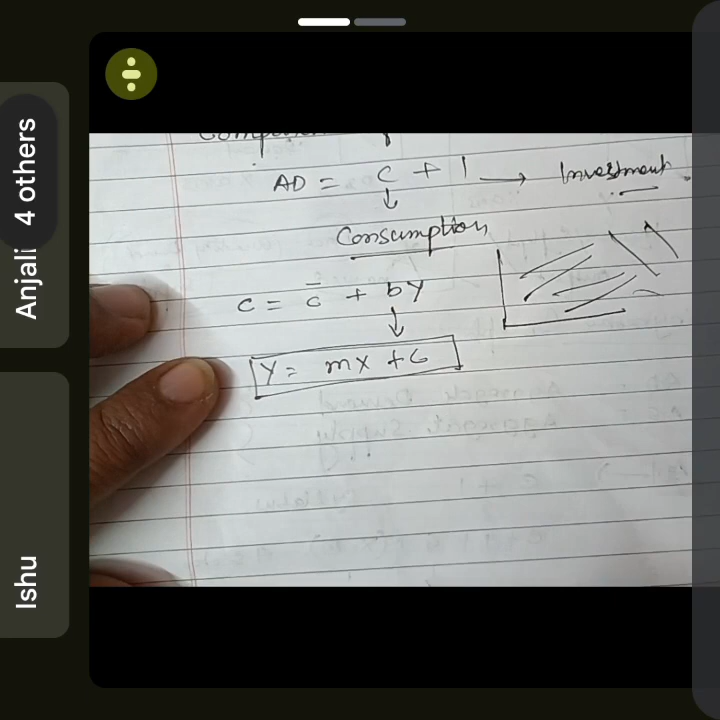 AD = C + I → Investment.
↓
Consumption
C = c̄ + bY
↓
Y = mx + C
Anjali 4 others
Ishu